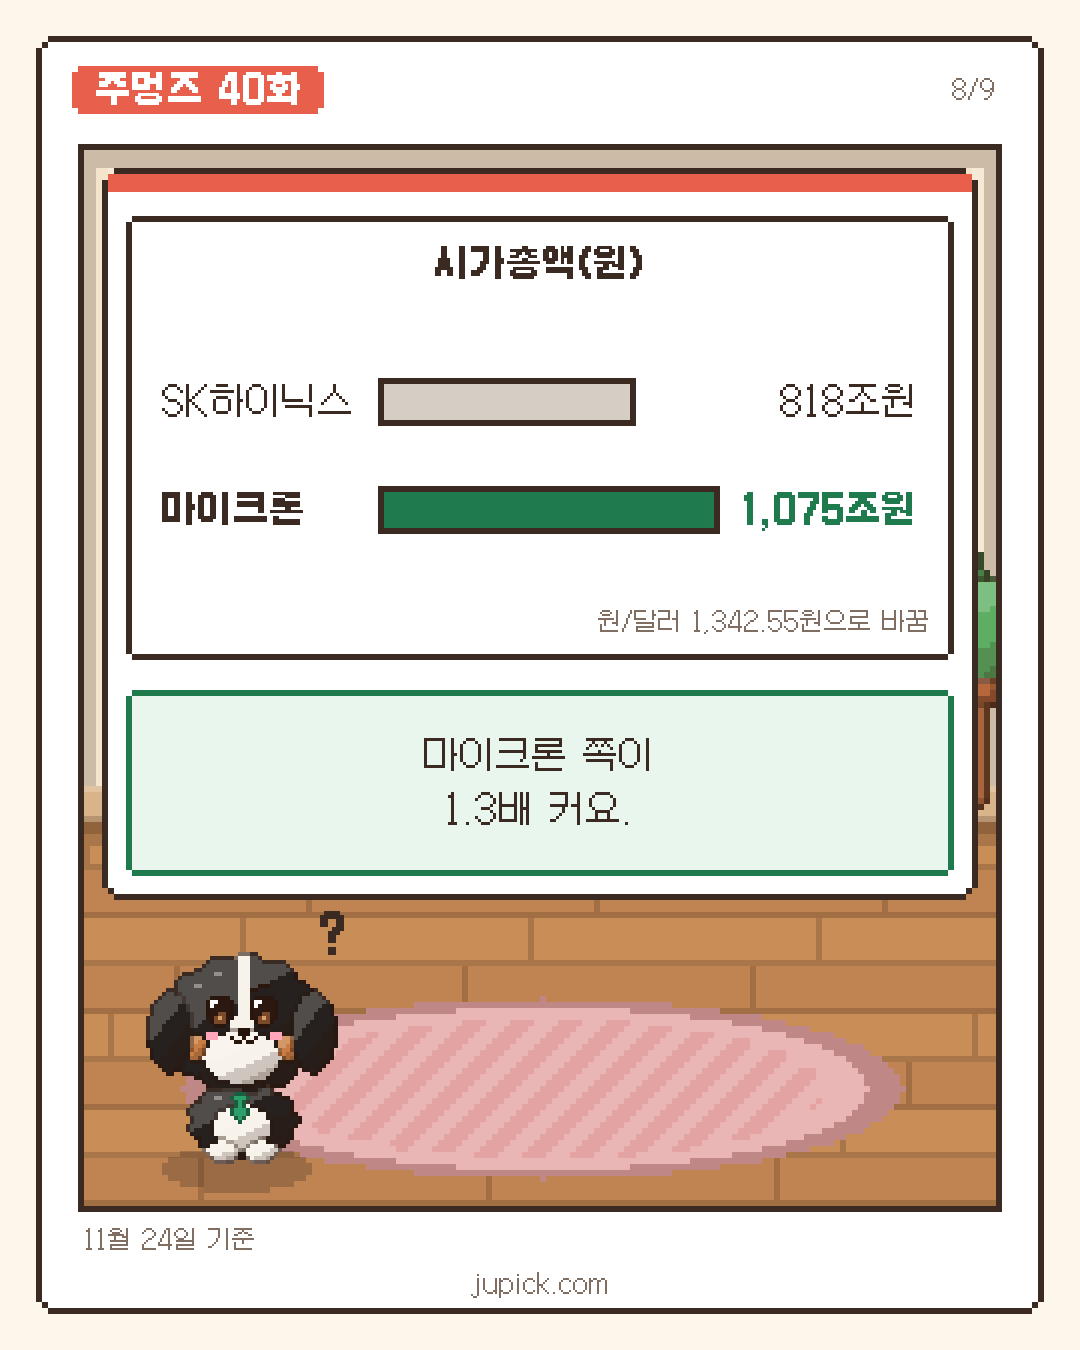 주멍즈 40화
8/9
시가총액(원)
SK하이닉스 818조원
마이크론 1,075조원
원/달러 1,342.55원으로 바꿈
마이크론 쪽이
1.3배 커요.
?
11월 24일 기준
jupick.com